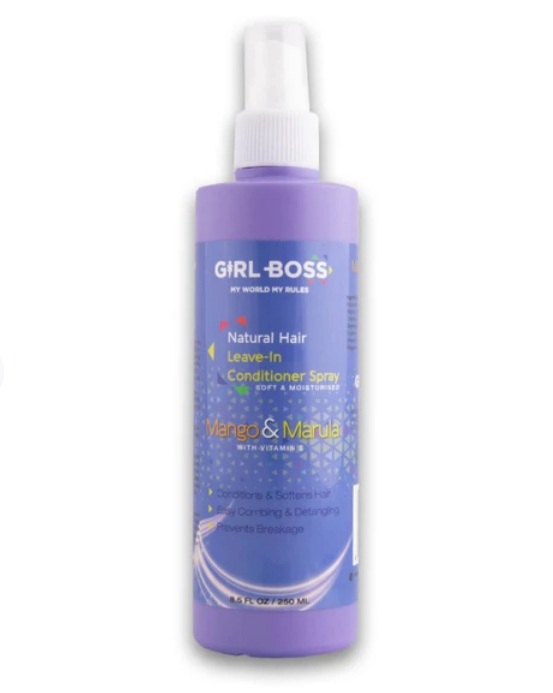 GIRL BOSS
MY WORLD MY RULES
Natural Hair
Leave-In
Conditioner Spray
SOFT & MOISTURISED
Mango & Marula
Conditions & Softens Hair
Easy Combing & Detangling
Prevents Breakage
8.5 FL OZ / 250 ML